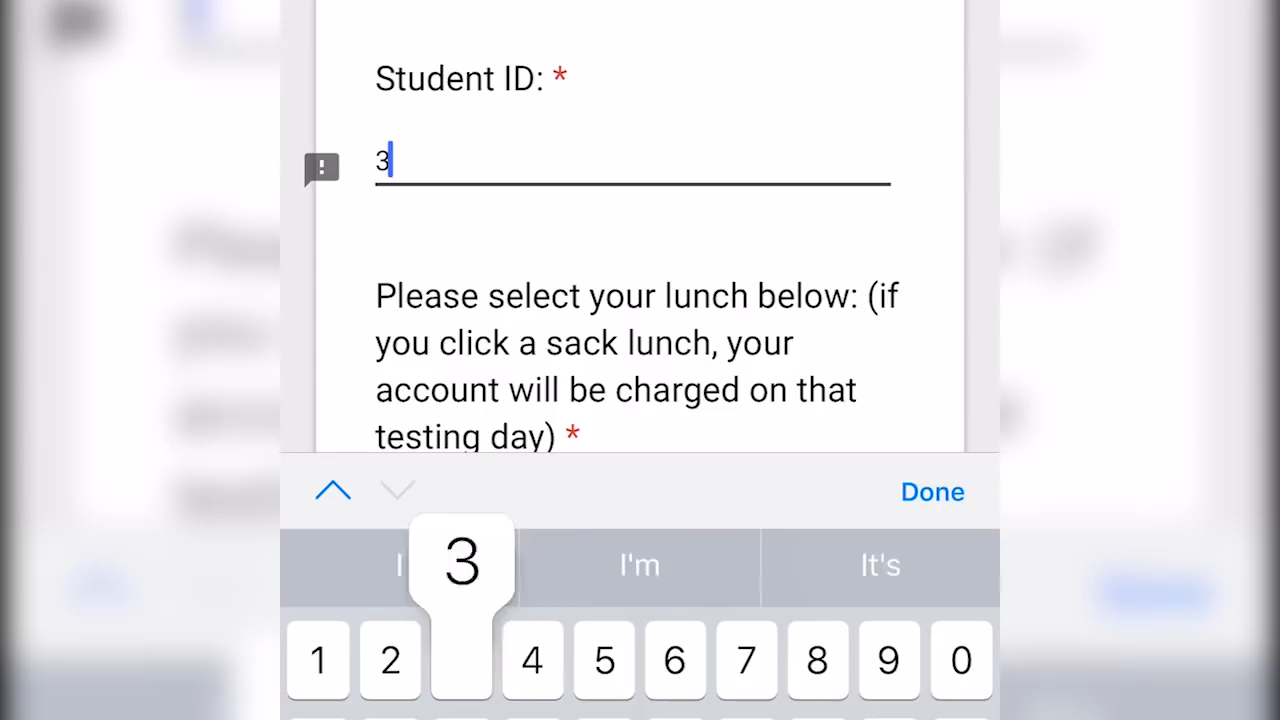 Student ID: *
3
Please select your lunch below: (if
you click a sack lunch, your
account will be charged on that
testing day) *
Done
I 3 I'm It's
1 2 4 5 6 7 8 9 0